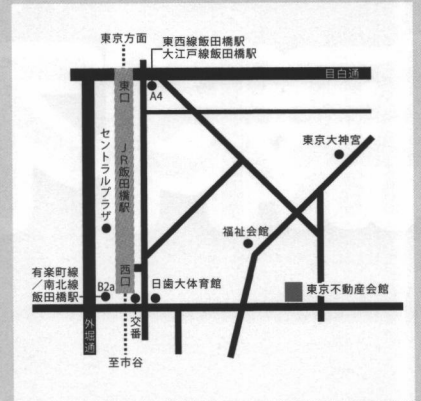 東京方面
東西線飯田橋駅
大江戸線飯田橋駅
目白通
東口
A4
セントラルプラザ
JR飯田橋駅
東京大神宮
福祉会館
西口
有楽町線
/南北線
飯田橋駅
B2a
日歯大体育館
東京不動産会館
交番
外堀通
至市谷